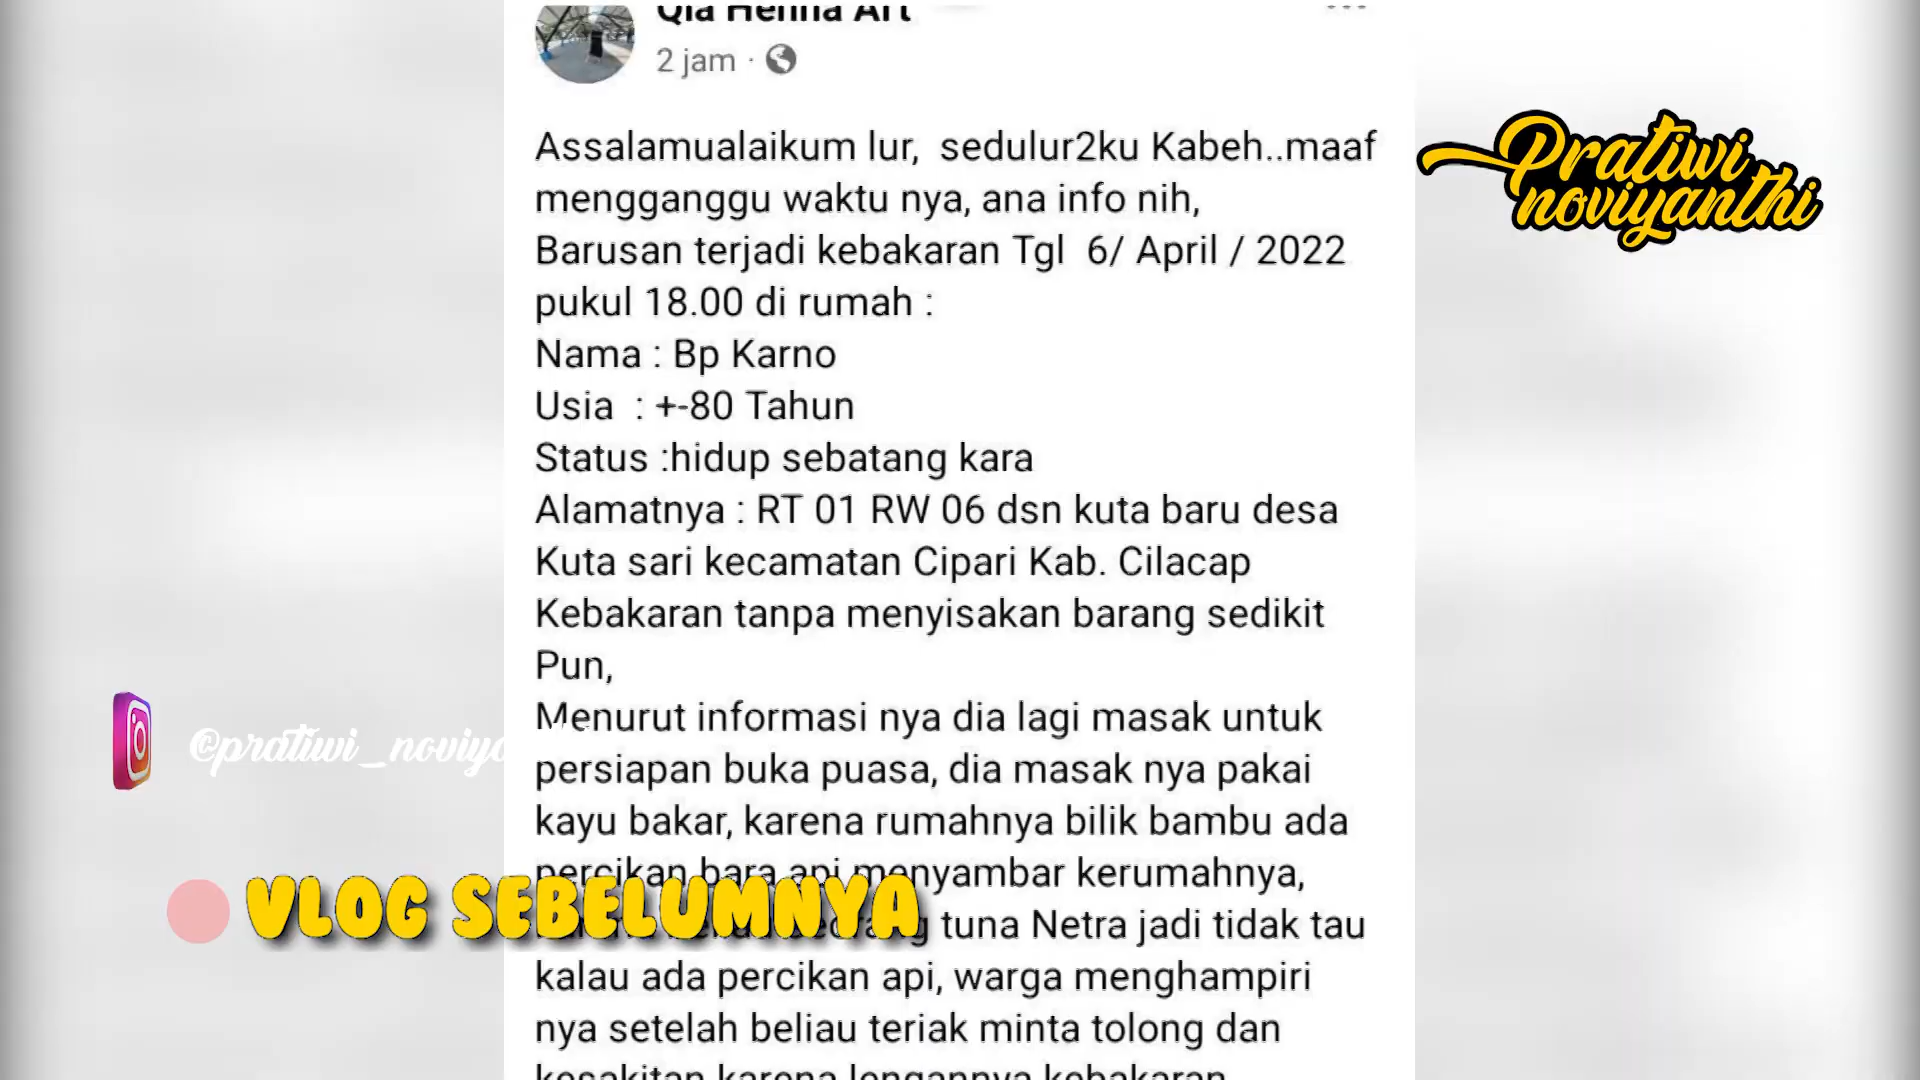 Qia Henna Art
2 jam ·
Assalamualaikum lur, sedulur2ku Kabeh..maaf
mengganggu waktu nya, ana info nih,
Barusan terjadi kebakaran Tgl 6/ April / 2022
pukul 18.00 di rumah :
Nama : Bp Karno
Usia : +-80 Tahun
Status :hidup sebatang kara
Alamatnya : RT 01 RW 06 dsn kuta baru desa
Kuta sari kecamatan Cipari Kab. Cilacap
Kebakaran tanpa menyisakan barang sedikit
Pun,
Menurut informasi nya dia lagi masak untuk
persiapan buka puasa, dia masak nya pakai
kayu bakar, karena rumahnya bilik bambu ada
percikan bara api menyambar kerumahnya,
tuna Netra jadi tidak tau
kalau ada percikan api, warga menghampiri
nya setelah beliau teriak minta tolong dan
kesakitan karena lengannya kebakaran
Pratiwi
noviyanthi
@pratiwi_noviya
VLOG SEBELUMNYA